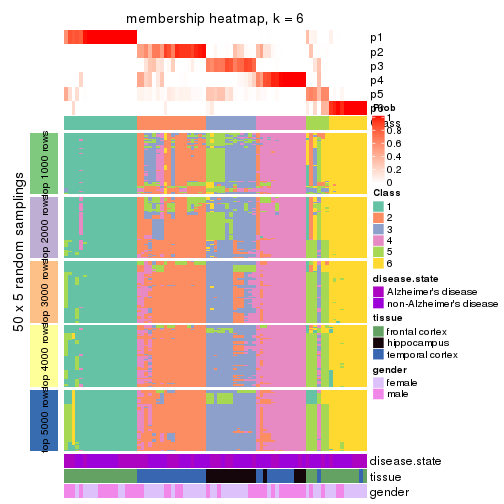 membership heatmap, k = 6
p1
p2
p3
p4
p5
Prob
1
0.8
0.6
0.4
0.2
0
Class
1
2
3
4
5
6
disease.state
Alzheimer's disease
non-Alzheimer's disease
tissue
frontal cortex
hippocampus
temporal cortex
gender
female
male
50 x 5 random samplings
top 1000 rows
top 2000 rows
top 3000 rows
top 4000 rows
top 5000 rows
disease.state
tissue
gender